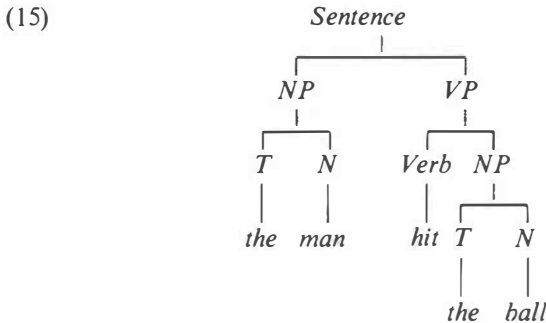 (15) Sentence
NP VP
T N Verb NP
the man hit T N
the ball